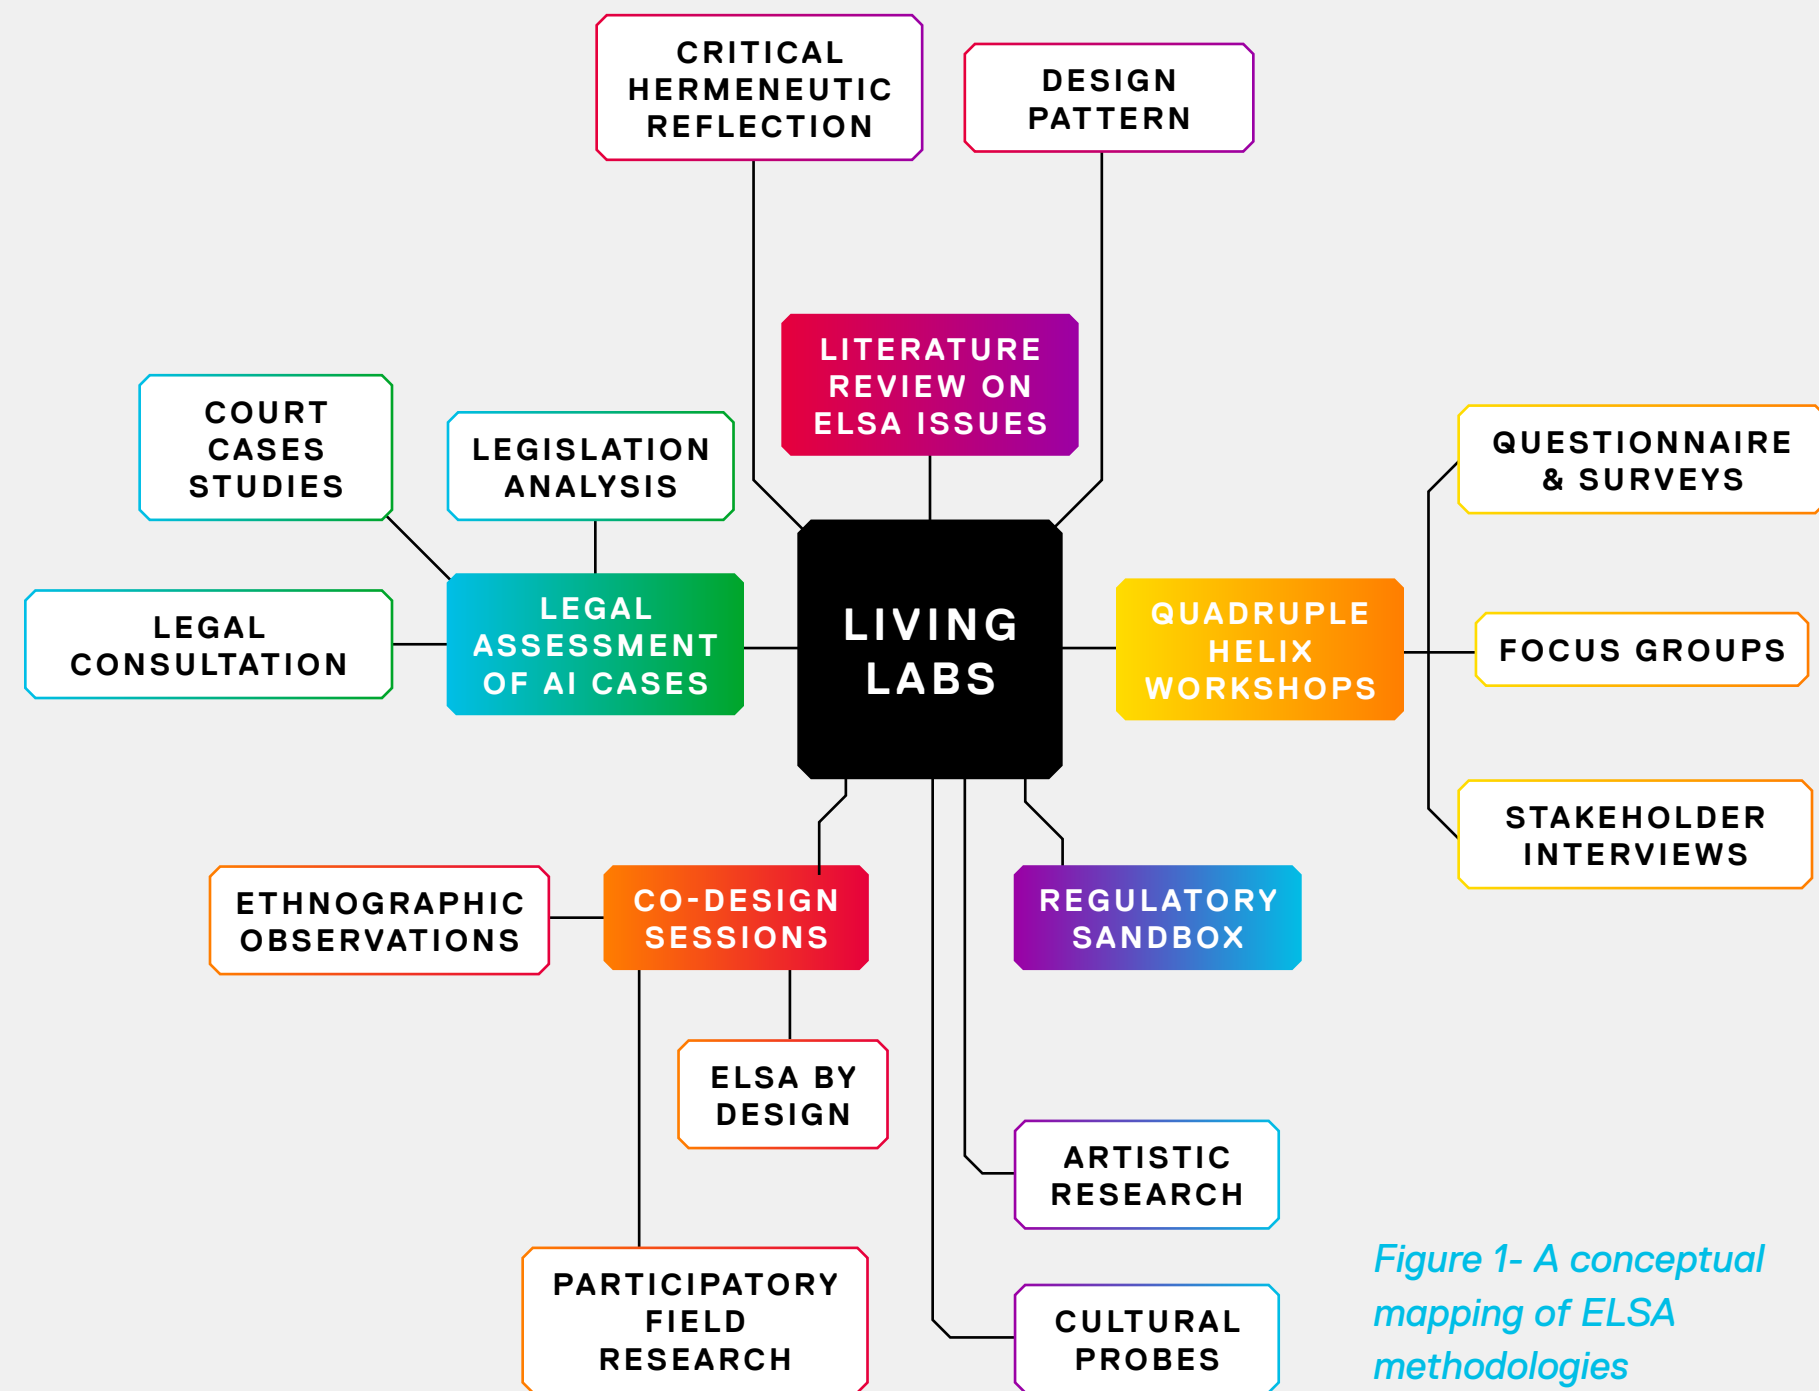 CRITICAL
HERMENEUTIC
REFLECTION
DESIGN
PATTERN
LITERATURE
REVIEW ON
ELSA ISSUES
COURT
CASES
STUDIES
LEGISLATION
ANALYSIS
QUESTIONNAIRE
& SURVEYS
LEGAL
CONSULTATION
LEGAL
ASSESSMENT
OF AI CASES
LIVING
LABS
QUADRUPLE
HELIX
WORKSHOPS
FOCUS GROUPS
STAKEHOLDER
INTERVIEWS
ETHNOGRAPHIC
OBSERVATIONS
CO-DESIGN
SESSIONS
REGULATORY
SANDBOX
ELSA BY
DESIGN
ARTISTIC
RESEARCH
PARTICIPATORY
FIELD
RESEARCH
CULTURAL
PROBES
Figure 1- A conceptual
mapping of ELSA
methodologies